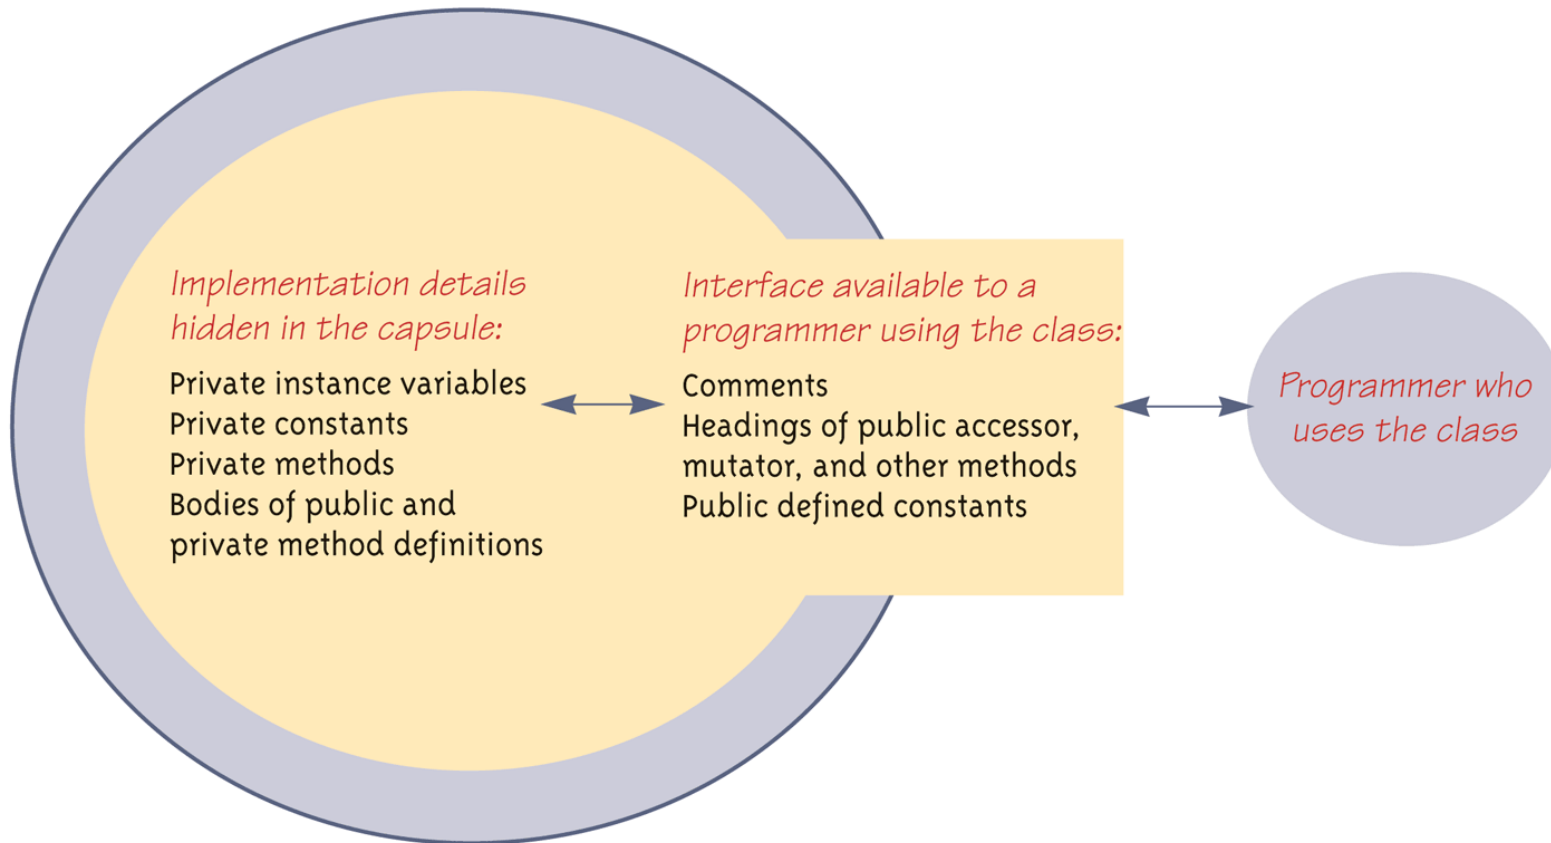 Implementation details
hidden in the capsule:
Private instance variables
Private constants
Private methods
Bodies of public and
private method definitions
Interface available to a
programmer using the class:
Comments
Headings of public accessor,
mutator, and other methods
Public defined constants
Programmer who
uses the class